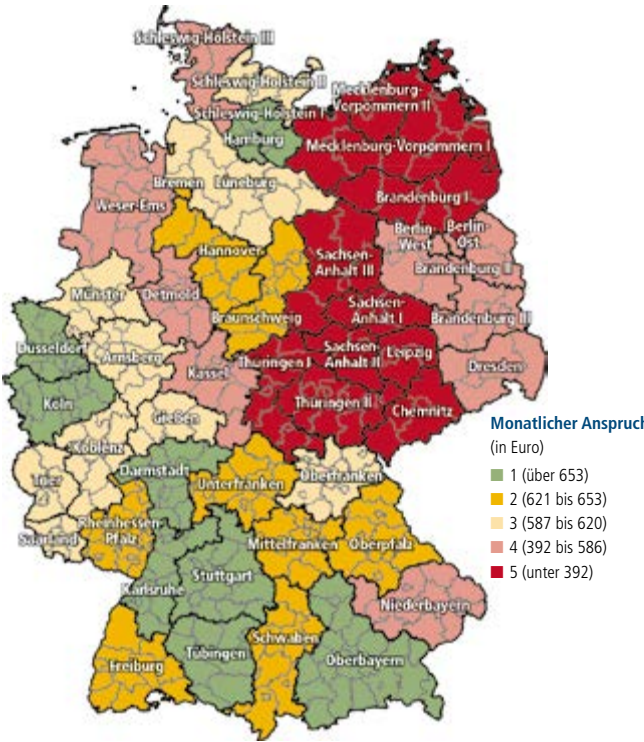 Schleswig-Holstein III
Schleswig-Holstein II
Mecklenburg-
Vorpommern II
Schleswig-Holstein I
Hamburg
Mecklenburg-Vorpommern I
Bremen
Lüneburg
Weser-Ems
Brandenburg I
Berlin-
West
Berlin-
Ost
Hannover
Sachsen-
Anhalt III
Brandenburg II
Münster
Detmold
Sachsen-
Anhalt I
Braunschweig
Brandenburg III
Düsseldorf
Arnsberg
Kassel
Thüringen I
Sachsen-
Anhalt II
Leipzig
Dresden
Köln
Gießen
Thüringen II
Chemnitz
Koblenz
Darmstadt
Oberfranken
Trier
Unterfranken
Rheinhessen-
Pfalz
Saarland
Mittelfranken
Oberpfalz
Karlsruhe
Stuttgart
Niederbayern
Schwaben
Tübingen
Freiburg
Oberbayern
Monatlicher Anspruch
(in Euro)
1 (über 653)
2 (621 bis 653)
3 (587 bis 620)
4 (392 bis 586)
5 (unter 392)